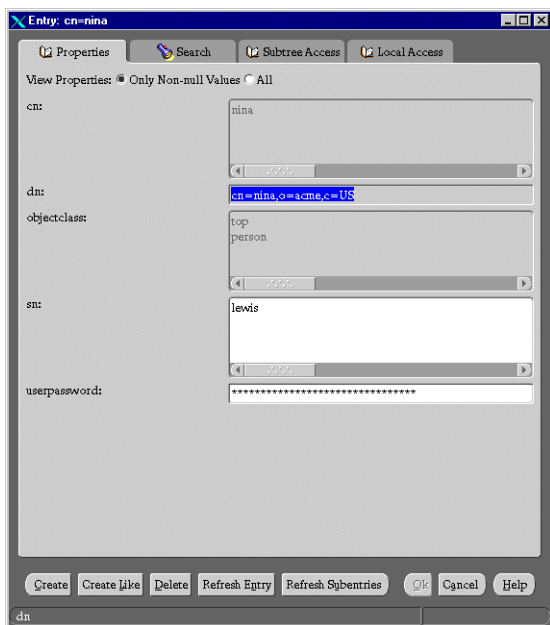 Entry: cn=nina
Properties
Search
Subtree Access
Local Access
View Properties: Only Non-null Values All
cn:
nina
dn:
cn=nina,o=acme,c=US
objectclass:
top
person
sn:
lewis
userpassword:
********************************
Create Create Like Delete Refresh Entry Refresh Subentries Ok Cancel Help
dn